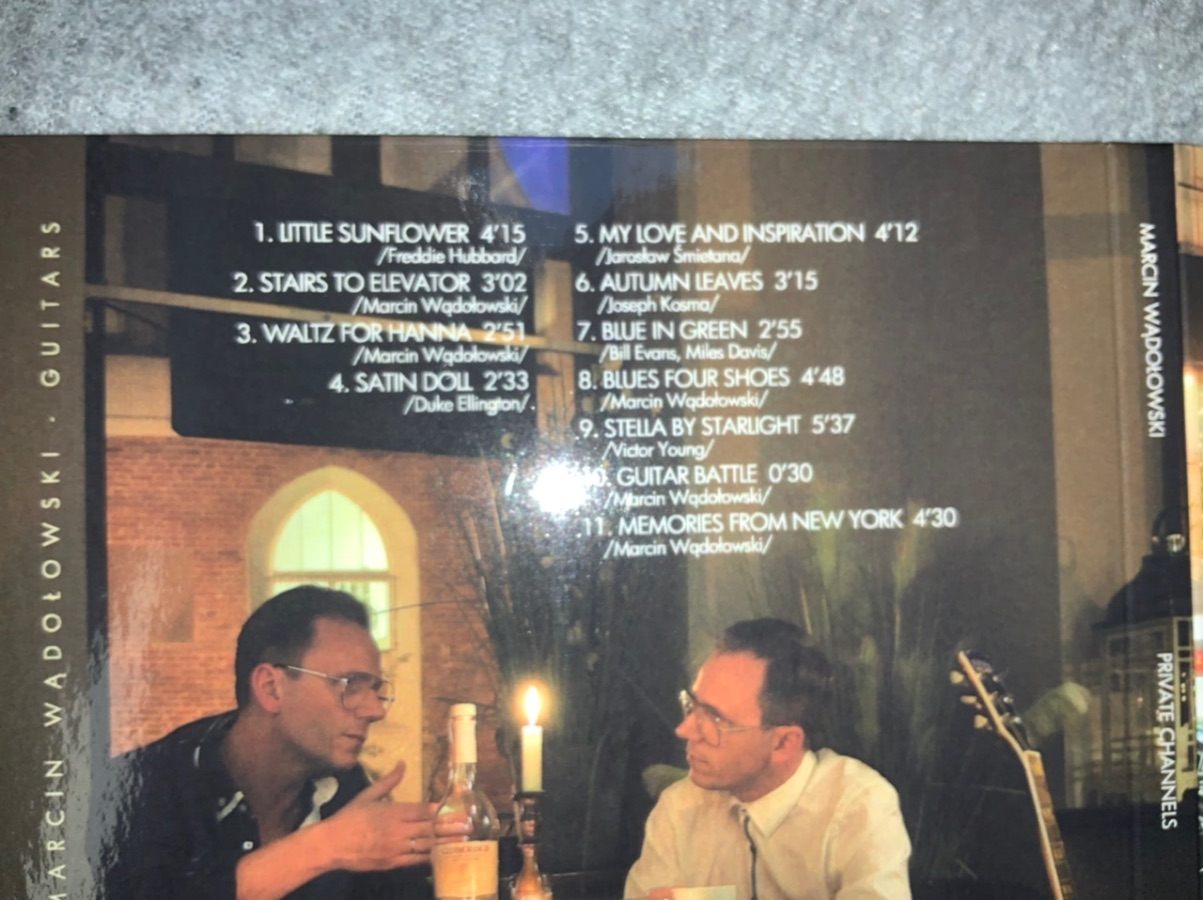 MARCIN WĄDOŁOWSKI · GUITARS
1. LITTLE SUNFLOWER 4'15
/Freddie Hubbard/
2. STAIRS TO ELEVATOR 3'02
/Marcin Wądołowski/
3. WALTZ FOR HANNA 2'51
/Marcin Wądołowski/
4. SATIN DOLL 2'33
/Duke Ellington/
5. MY LOVE AND INSPIRATION 4'12
/Jarosław Śmietana/
6. AUTUMN LEAVES 3'15
/Joseph Kosma/
7. BLUE IN GREEN 2'55
/Bill Evans, Miles Davis/
8. BLUES FOUR SHOES 4'48
/Marcin Wądołowski/
9. STELLA BY STARLIGHT 5'37
/Victor Young/
10. GUITAR BATTLE 0'30
/Marcin Wądołowski/
11. MEMORIES FROM NEW YORK 4'30
/Marcin Wądołowski/
MARCIN WĄDOŁOWSKI
PRIVATE CHANNELS